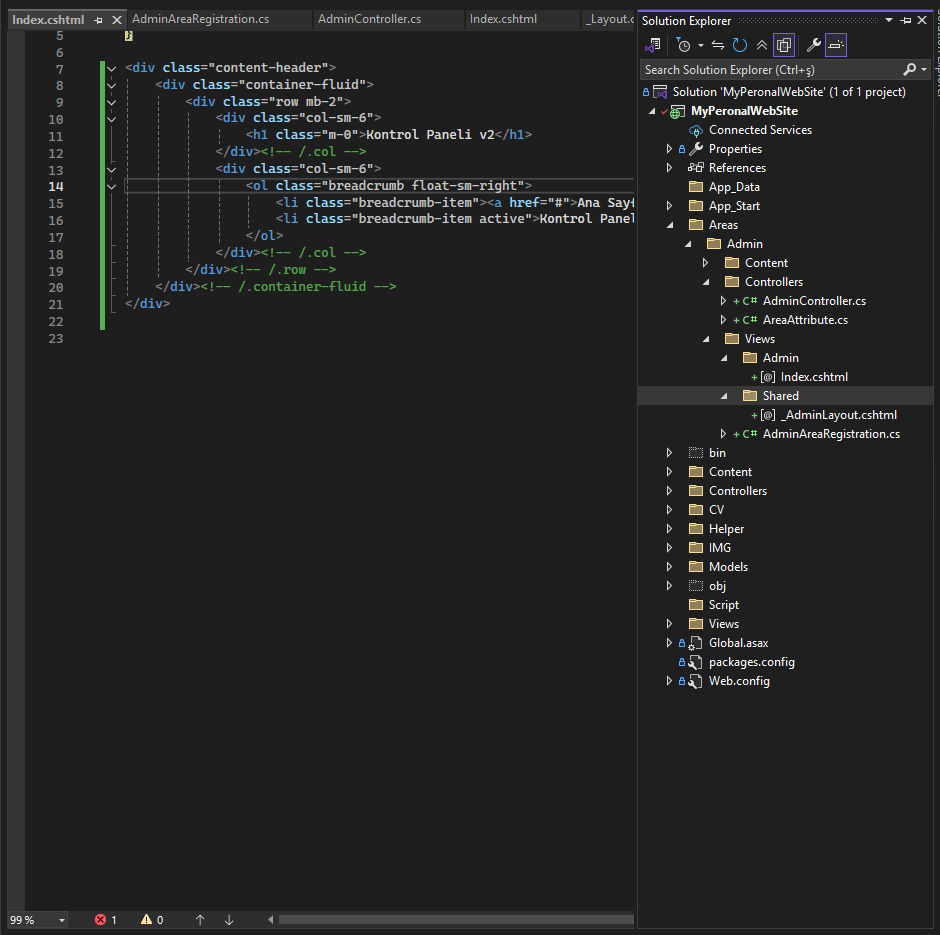 Index.cshtml
AdminAreaRegistration.cs
AdminController.cs
Index.cshtml
_Layout.c
5 }
6
7 <div class="content-header">
8 <div class="container-fluid">
9 <div class="row mb-2">
10 <div class="col-sm-6">
11 <h1 class="m-0">Kontrol Paneli v2</h1>
12 </div><!-- /.col -->
13 <div class="col-sm-6">
14 <ol class="breadcrumb float-sm-right">
15 <li class="breadcrumb-item"><a href="#">Ana Sayf
16 <li class="breadcrumb-item active">Kontrol Panel
17 </ol>
18 </div><!-- /.col -->
19 </div><!-- /.row -->
20 </div><!-- /.container-fluid -->
21 </div>
22
23
99 %
1
0
Solution Explorer
Search Solution Explorer (Ctrl+ş)
Solution 'MyPeronalWebSite' (1 of 1 project)
MyPeronalWebSite
Connected Services
Properties
References
App_Data
App_Start
Areas
Admin
Content
Controllers
+ C# AdminController.cs
+ C# AreaAttribute.cs
Views
Admin
+ [@] Index.cshtml
Shared
+ [@] _AdminLayout.cshtml
+ C# AdminAreaRegistration.cs
bin
Content
Controllers
CV
Helper
IMG
Models
obj
Script
Views
Global.asax
packages.config
Web.config